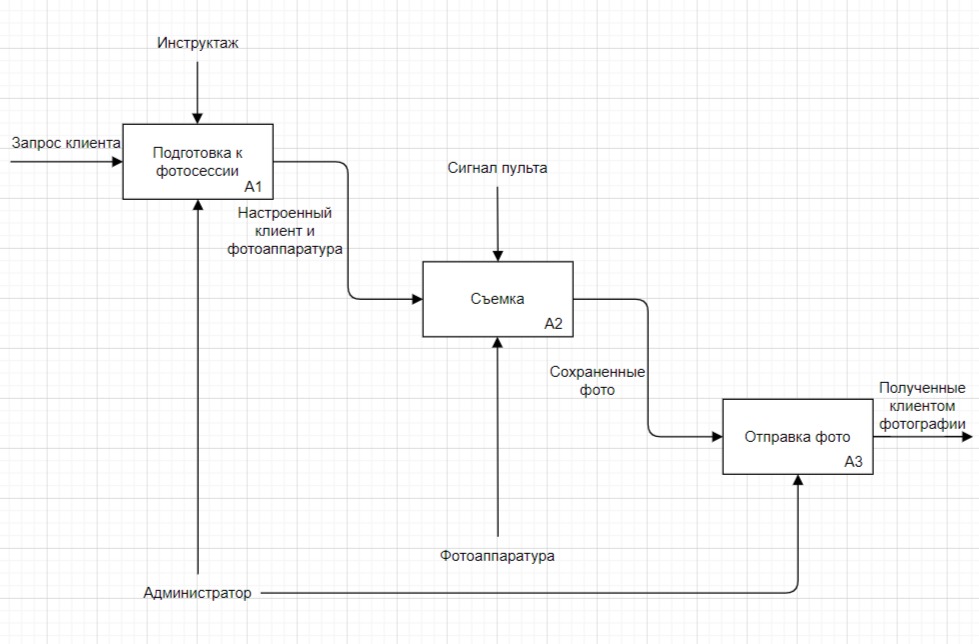 Инструктаж
Запрос клиента
Подготовка к
фотосессии
A1
Сигнал пульта
Настроенный
клиент и
фотоаппаратура
Съемка
A2
Сохраненные
фото
Полученные
клиентом
фотографии
Отправка фото
A3
Фотоаппаратура
Администратор